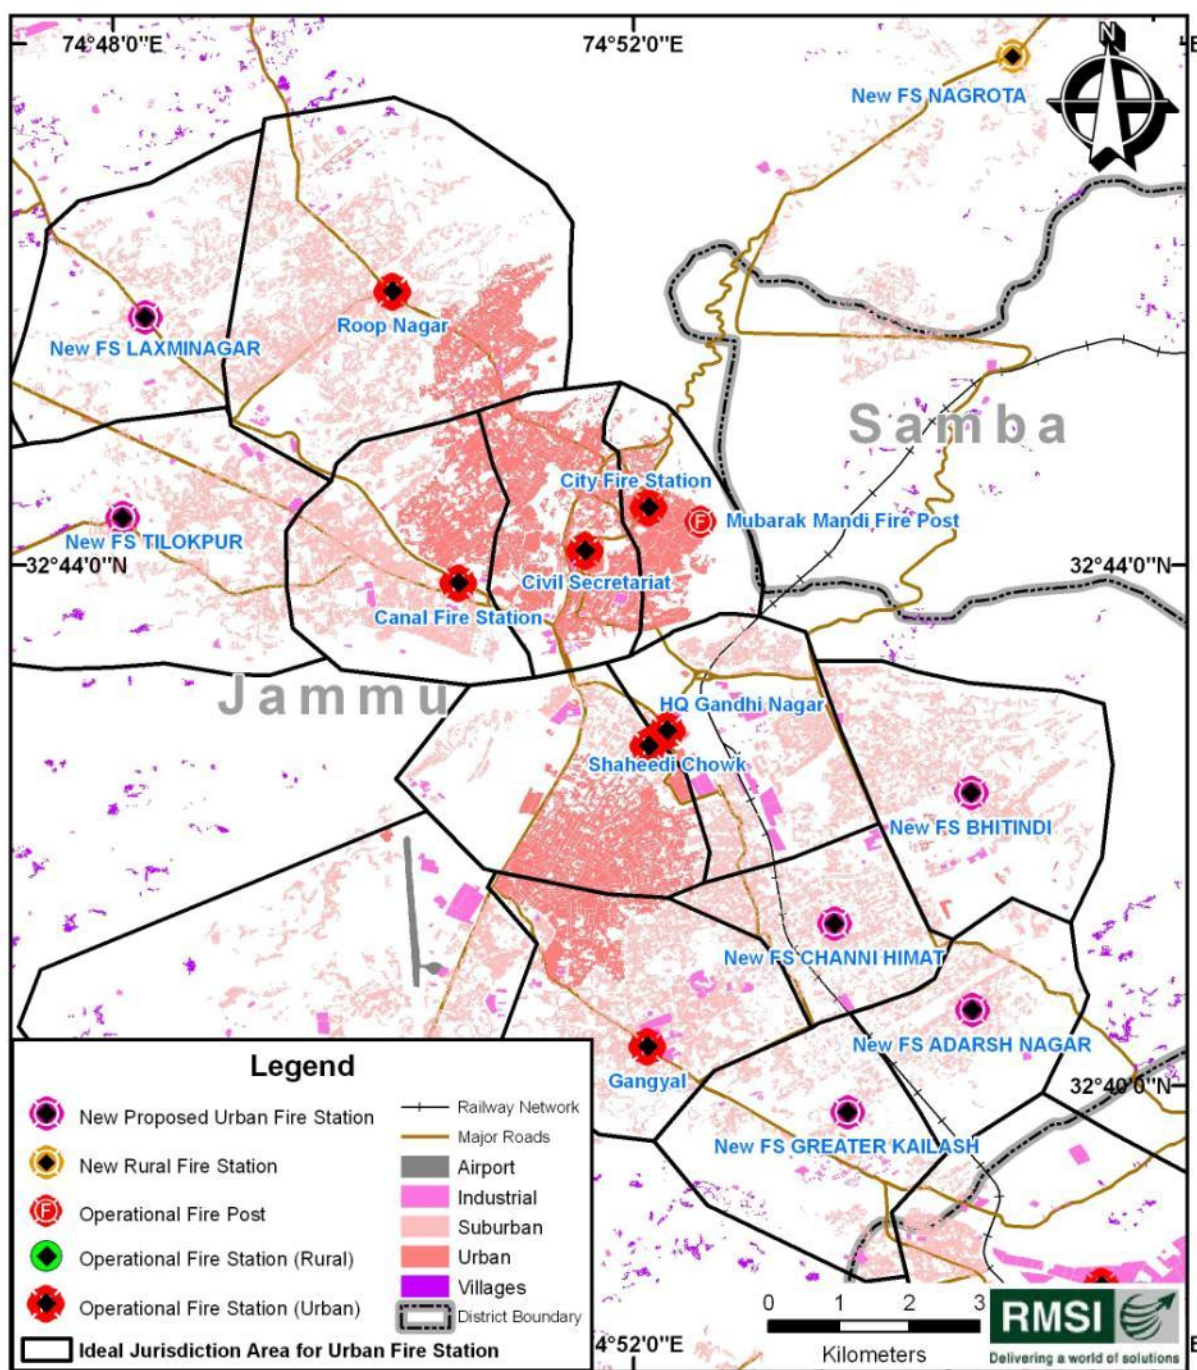 74°48'0"E
74°52'0"E
E
N
New FS NAGROTA
Roop Nagar
New FS LAXMINAGAR
Samba
City Fire Station
F
Mubarak Mandi Fire Post
New FS TILOKPUR
32°44'0"N
32°44'0"N
Civil Secretariat
Canal Fire Station
Jammu
HQ Gandhi Nagar
Shaheedi Chowk
New FS BHITINDI
New FS CHANNI HIMAT
New FS ADARSH NAGAR
Gangyal
32°40'0"N
New FS GREATER KAILASH
Legend
New Proposed Urban Fire Station
New Rural Fire Station
F
Operational Fire Post
Operational Fire Station (Rural)
Operational Fire Station (Urban)
Railway Network
Major Roads
Airport
Industrial
Suburban
Urban
Villages
District Boundary
Ideal Jurisdiction Area for Urban Fire Station
0 1 2 3
Kilometers
74°52'0"E
E
RMSI
Delivering a world of solutions